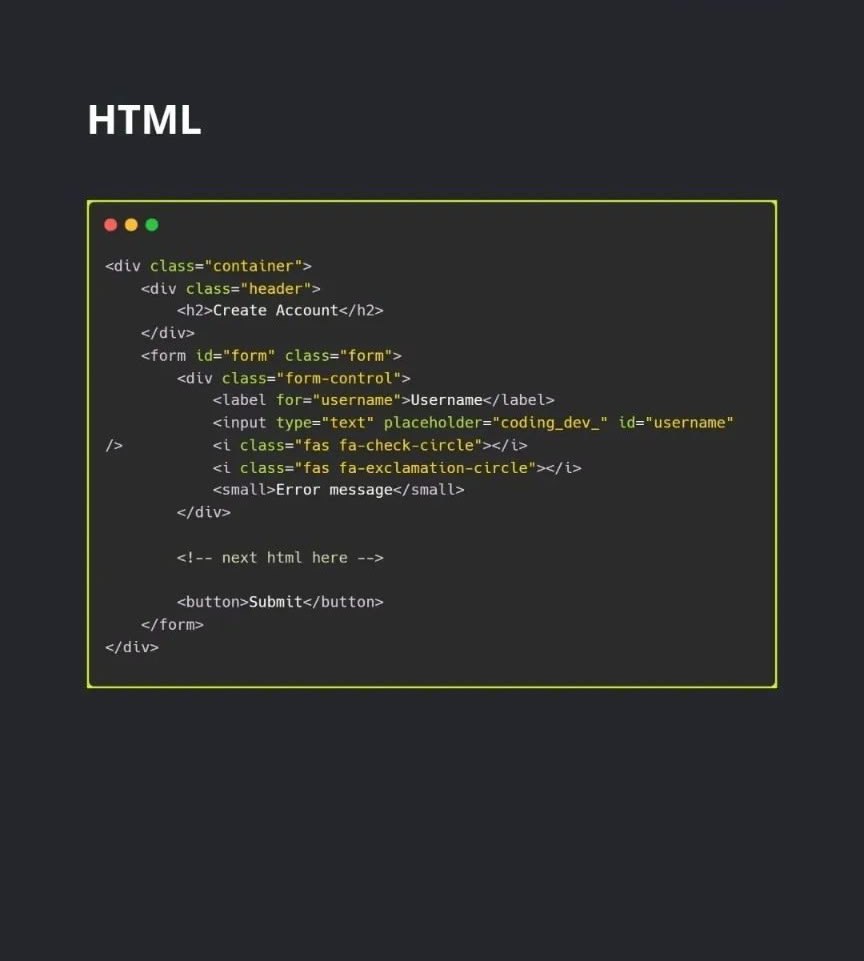 HTML
<div class="container">
    <div class="header">
        <h2>Create Account</h2>
    </div>
    <form id="form" class="form">
        <div class="form-control">
            <label for="username">Username</label>
            <input type="text" placeholder="coding_dev_" id="username"
/>          <i class="fas fa-check-circle"></i>
            <i class="fas fa-exclamation-circle"></i>
            <small>Error message</small>
        </div>

        <!-- next html here -->

        <button>Submit</button>
    </form>
</div>